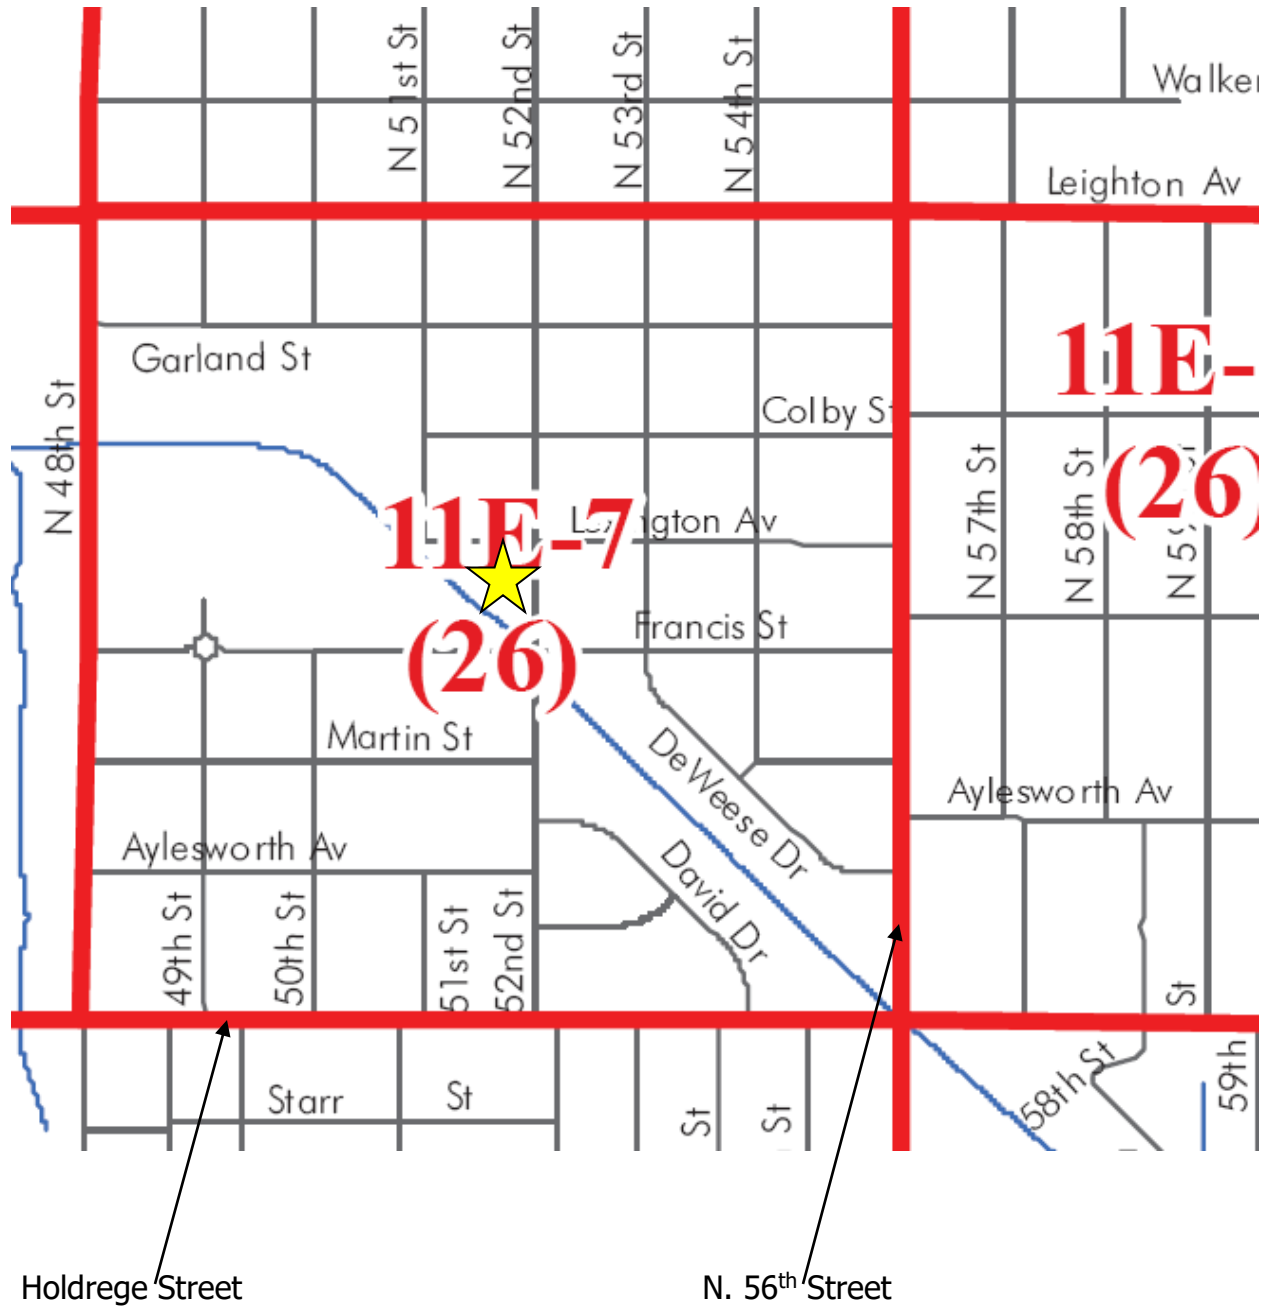 N 51st St
N 52nd St
N 53rd St
N 54th St
Leighton Av
Garland St
N 48th St
Colby St
11E-
(26)
N 57th St
N 58th St
11E-7
Av
(26)
Francis St
Martin St
DeWeese Dr
Aylesworth Av
Aylesworth Av
David Dr
49th St
50th St
51st St
52nd St
St
Starr St
St
St
58th St
59th
Holdrege Street
N. 56th Street